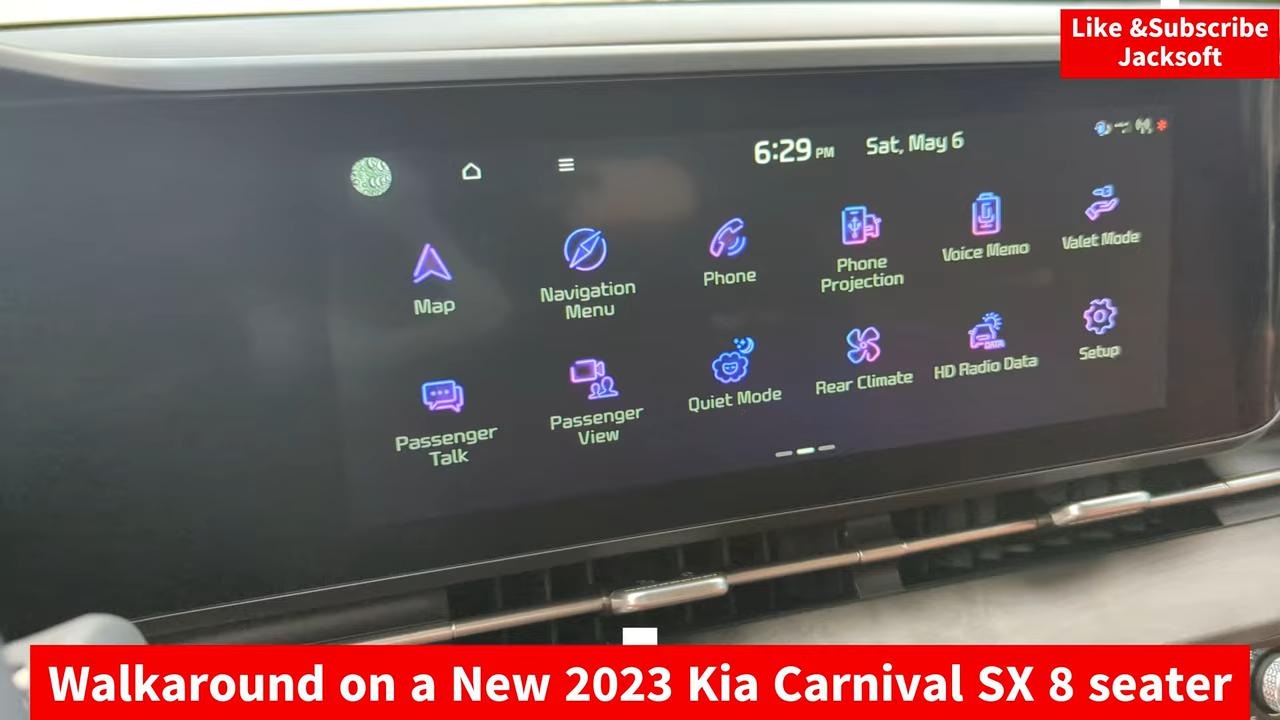 Like &Subscribe
Jacksoft
6:29 PM Sat, May 6
Map
Navigation
Menu
Phone
Phone
Projection
Voice Memo
Valet Mode
Passenger
Talk
Passenger
View
Quiet Mode
Rear Climate
DATA
HD Radio Data
Setup
Walkaround on a New 2023 Kia Carnival SX 8 seater